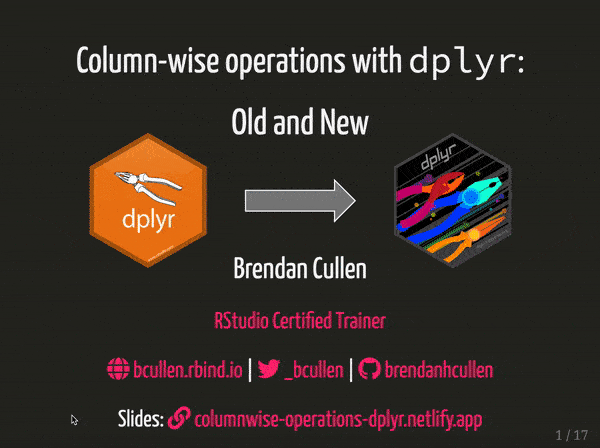 Column-wise operations with dplyr:
Old and New
dplyr
dplyr
Brendan Cullen
RStudio Certified Trainer
bcullen.rbind.io | _bcullen | brendanhcullen
Slides: columnwise-operations-dplyr.netlify.app
1 / 17